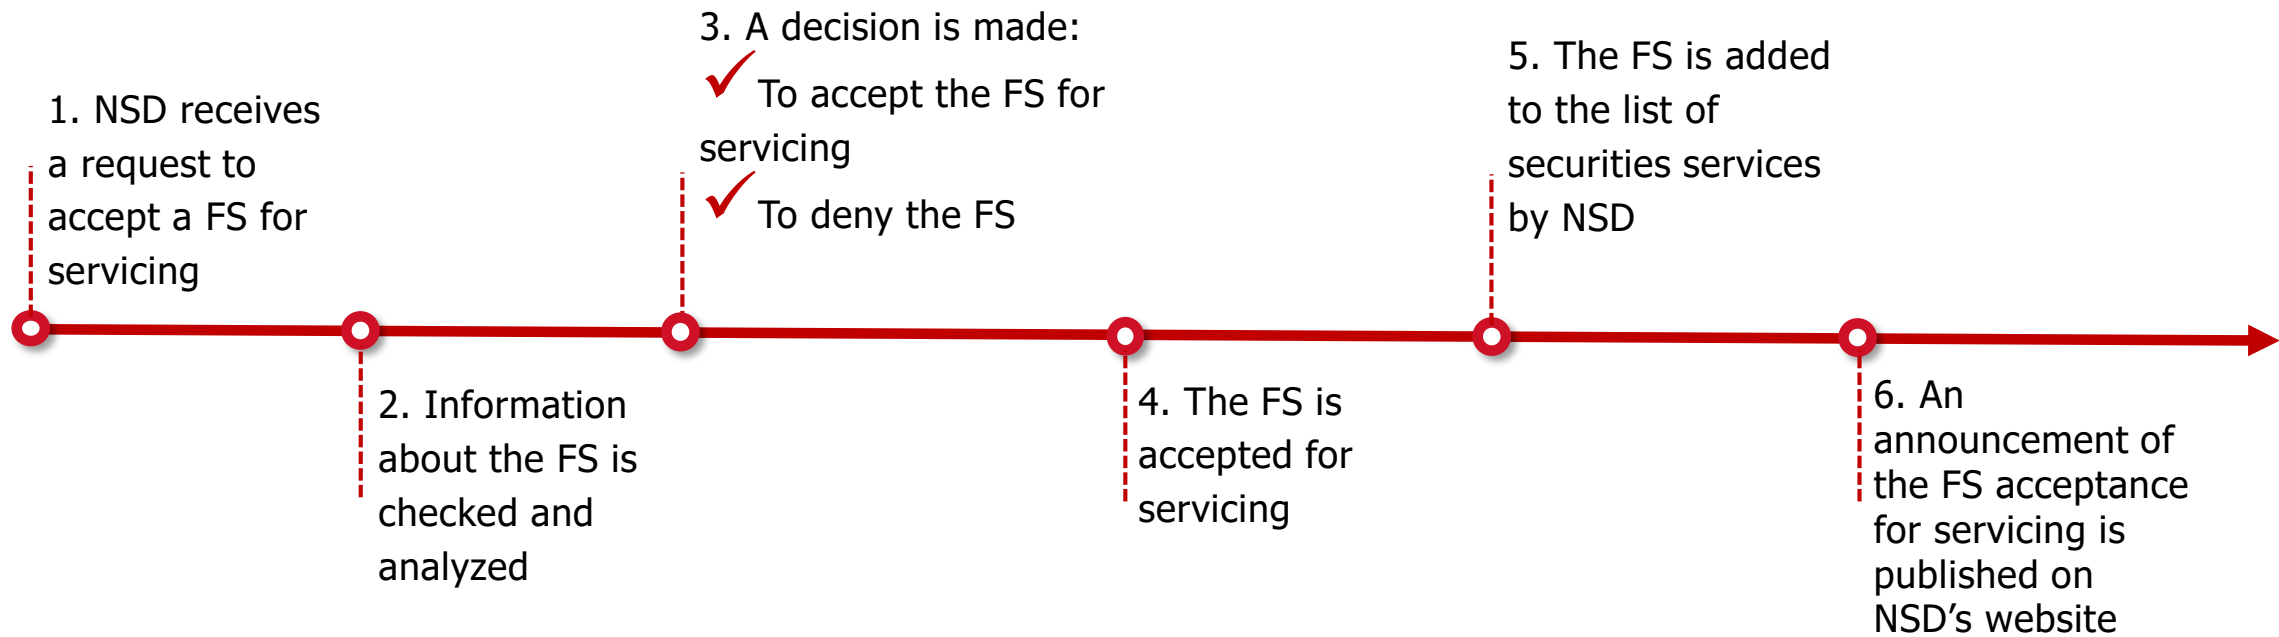 1. NSD receives
a request to
accept a FS for
servicing
2. Information
about the FS is
checked and
analyzed
3. A decision is made:
To accept the FS for
servicing
To deny the FS
4. The FS is
accepted for
servicing
5. The FS is added
to the list of
securities services
by NSD
6. An
announcement of
the FS acceptance
for servicing is
published on
NSD’s website